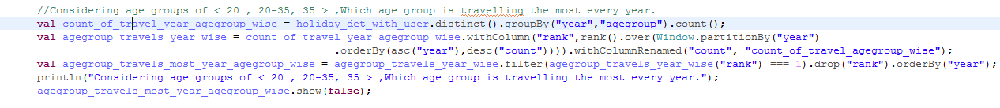 //Considering age groups of < 20 , 20-35, 35 > ,Which age group is travelling the most every year.
val count_of_travel_year_agegroup_wise = holiday_det_with_user.distinct().groupBy("year","agegroup").count();
val agegroup_travels_year_wise = count_of_travel_year_agegroup_wise.withColumn("rank",rank().over(Window.partitionBy("year")
.orderBy(asc("year"),desc("count")))).withColumnRenamed("count", "count_of_travel_agegroup_wise");
val agegroup_travels_most_year_agegroup_wise = agegroup_travels_year_wise.filter(agegroup_travels_year_wise("rank") === 1).drop("rank").orderBy("year");
println("Considering age groups of < 20 , 20-35, 35 > ,Which age group is travelling the most every year.");
agegroup_travels_most_year_agegroup_wise.show(false);